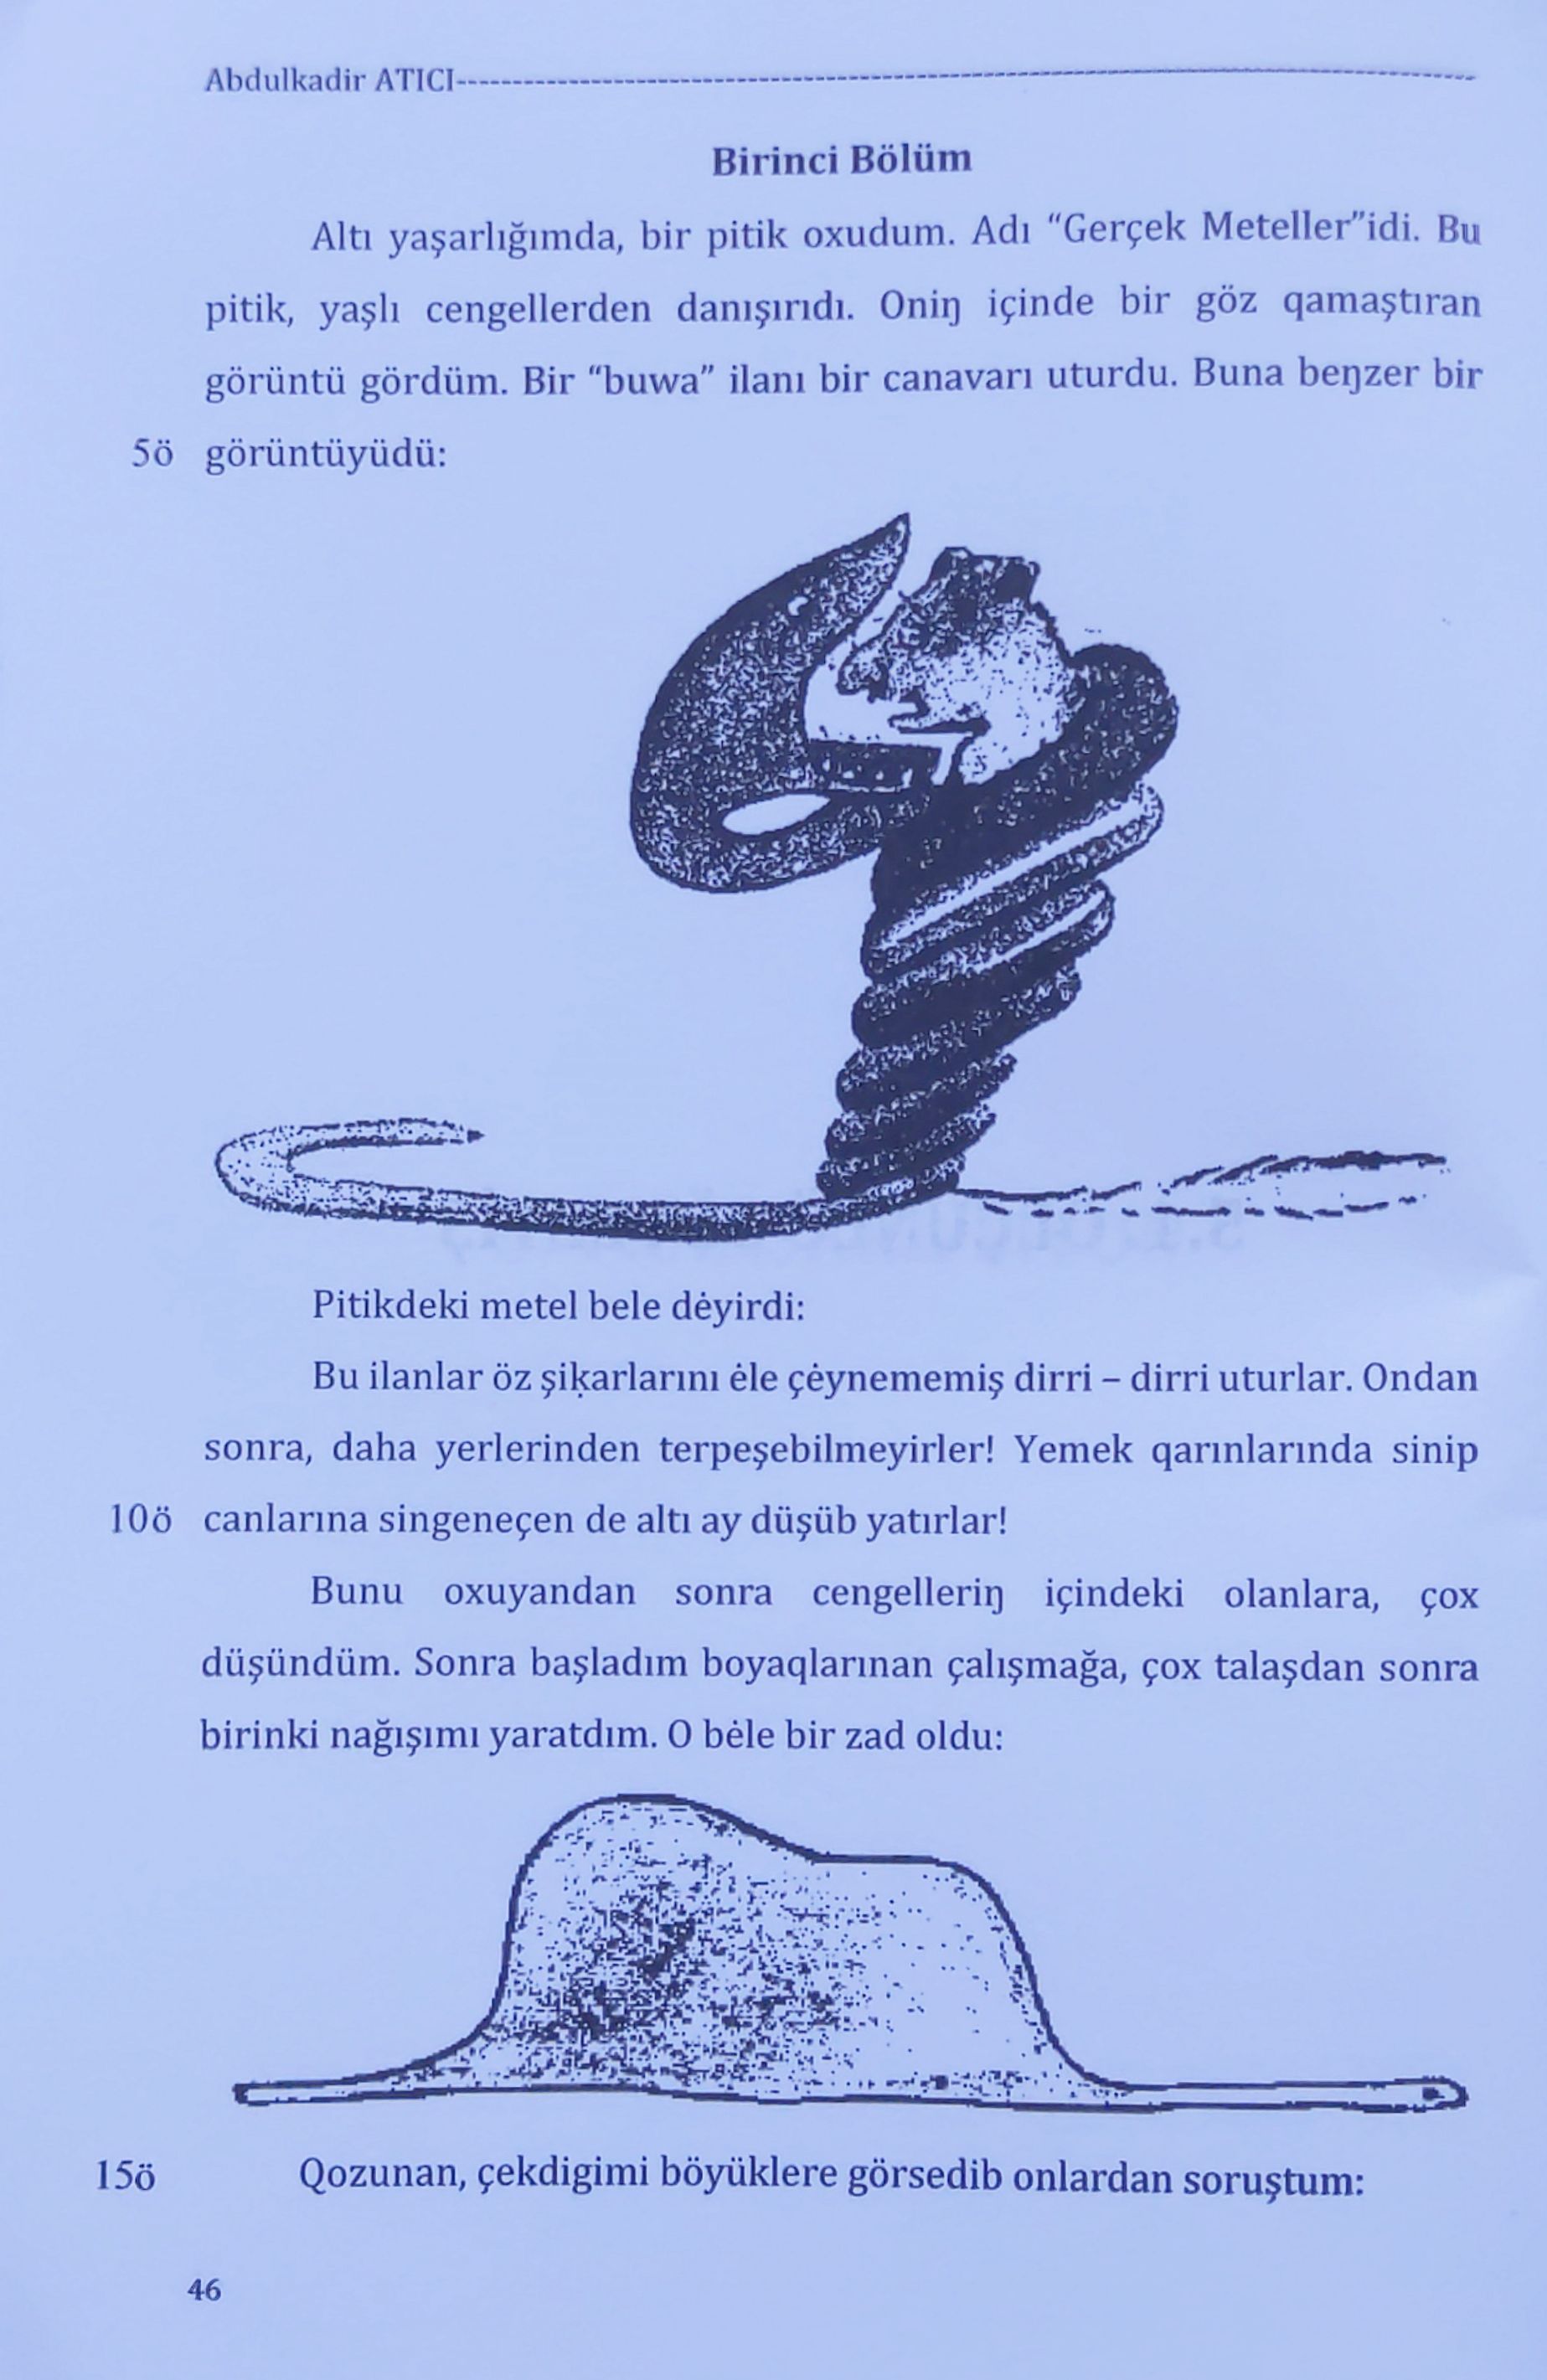 Abdulkadir ATICI--------------------------------------------------------------------------------
Birinci Bölüm
Altı yaşarlığımda, bir pitik oxudum. Adı “Gerçek Meteller”idi. Bu
pitik, yaşlı cengellerden danışırıdı. Oniŋ içinde bir göz qamaştıran
görüntü gördüm. Bir “buwa” ilanı bir canavarı uturdu. Buna beŋzer bir
5ö görüntüyüdü:
Pitikdeki metel bele dėyirdi:
Bu ilanlar öz şiķarlarını ėle çėynememiş dirri – dirri uturlar. Ondan
sonra, daha yerlerinden terpeşebilmeyirler! Yemek qarınlarında sinip
10ö canlarına singeneçen de altı ay düşüb yatırlar!
Bunu oxuyandan sonra cengelleriŋ içindeki olanlara, çox
düşündüm. Sonra başladım boyaqlarınan çalışmağa, çox talaşdan sonra
birinki nağışımı yaratdım. O bėle bir zad oldu:
15ö Qozunan, çekdigimi böyüklere görsedib onlardan soruştum:
46